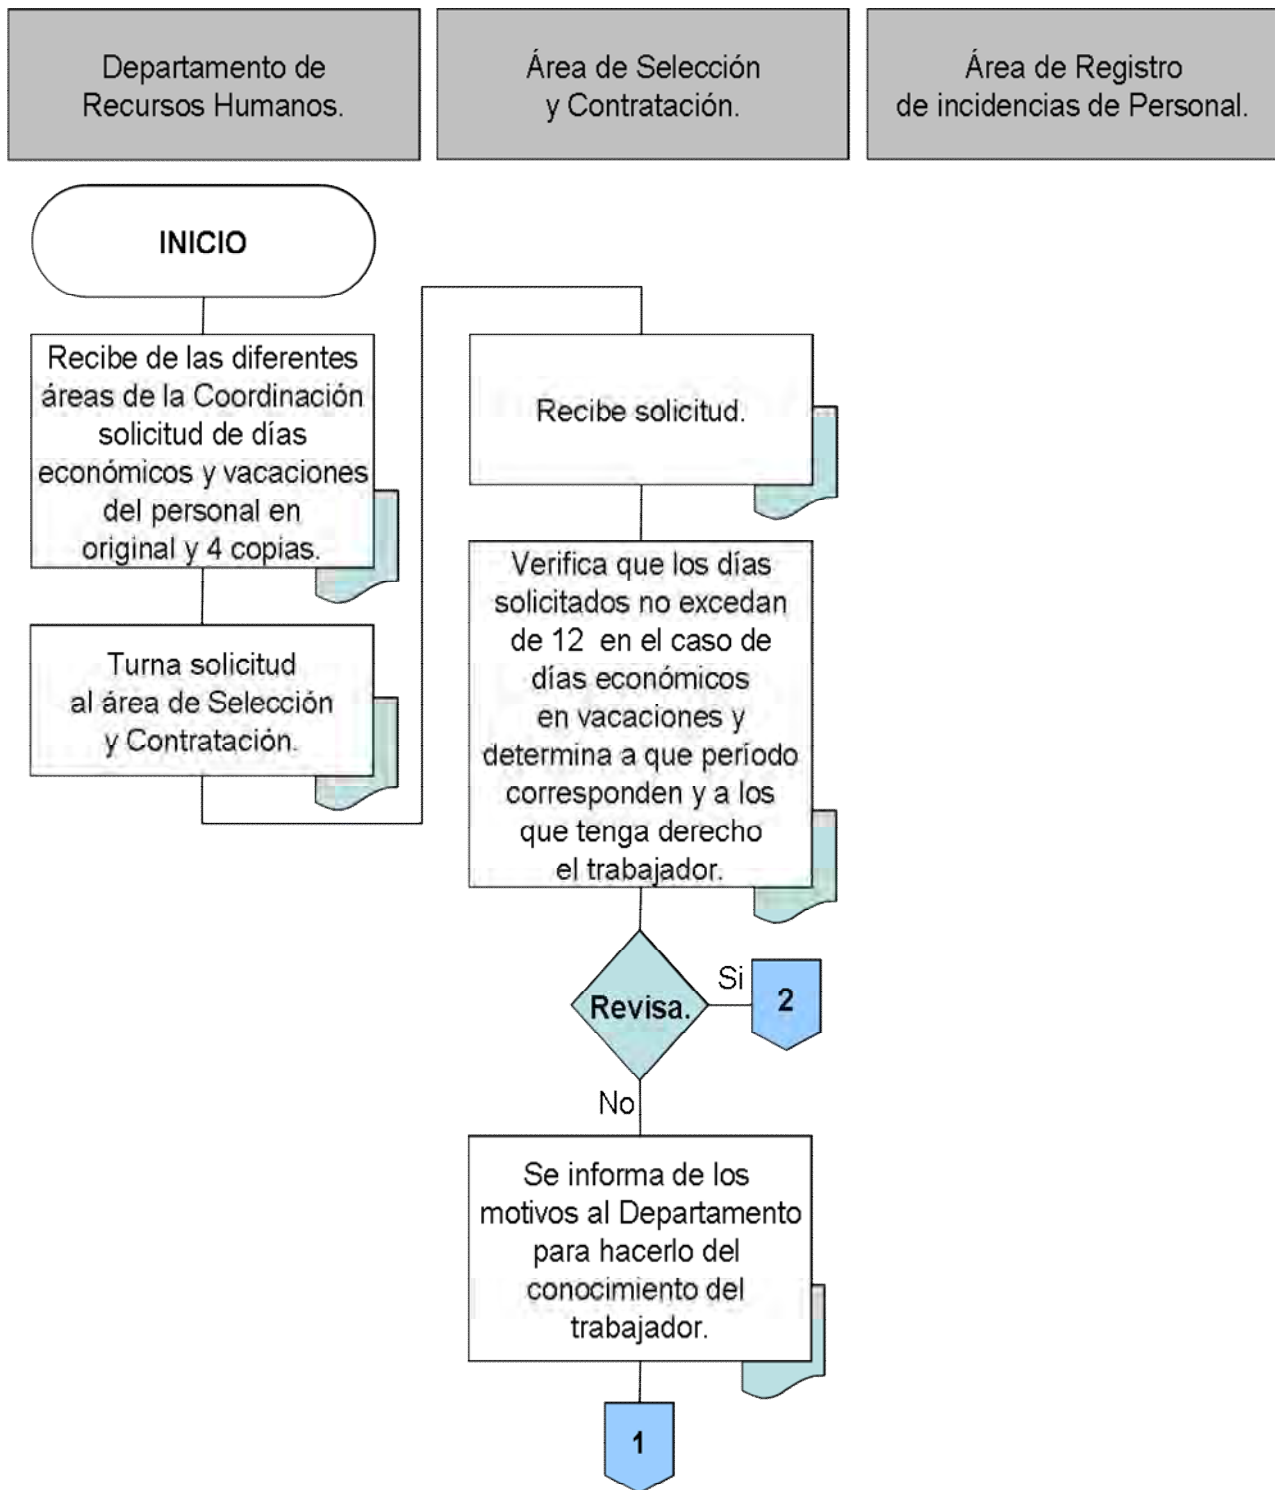 Departamento de
Recursos Humanos.
Área de Selección
y Contratación.
Área de Registro
de incidencias de Personal.
INICIO
Recibe de las diferentes
áreas de la Coordinación
solicitud de días
económicos y vacaciones
del personal en
original y 4 copias.
Turna solicitud
al área de Selección
y Contratación.
Recibe solicitud.
Verifica que los días
solicitados no excedan
de 12 en el caso de
días económicos
en vacaciones y
determina a que período
corresponden y a los
que tenga derecho
el trabajador.
Revisa.
Si
2
No
Se informa de los
motivos al Departamento
para hacerlo del
conocimiento del
trabajador.
1